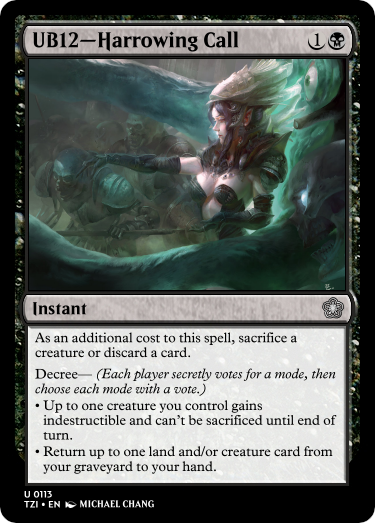 UB12—Harrowing Call 1
Instant
As an additional cost to this spell, sacrifice a
creature or discard a card.
Decree— (Each player secretly votes for a mode, then
choose each mode with a vote.)
• Up to one creature you control gains
indestructible and can't be sacrificed until end of
turn.
• Return up to one land and/or creature card from
your graveyard to your hand.
U 0113
TZI • EN MICHAEL CHANG